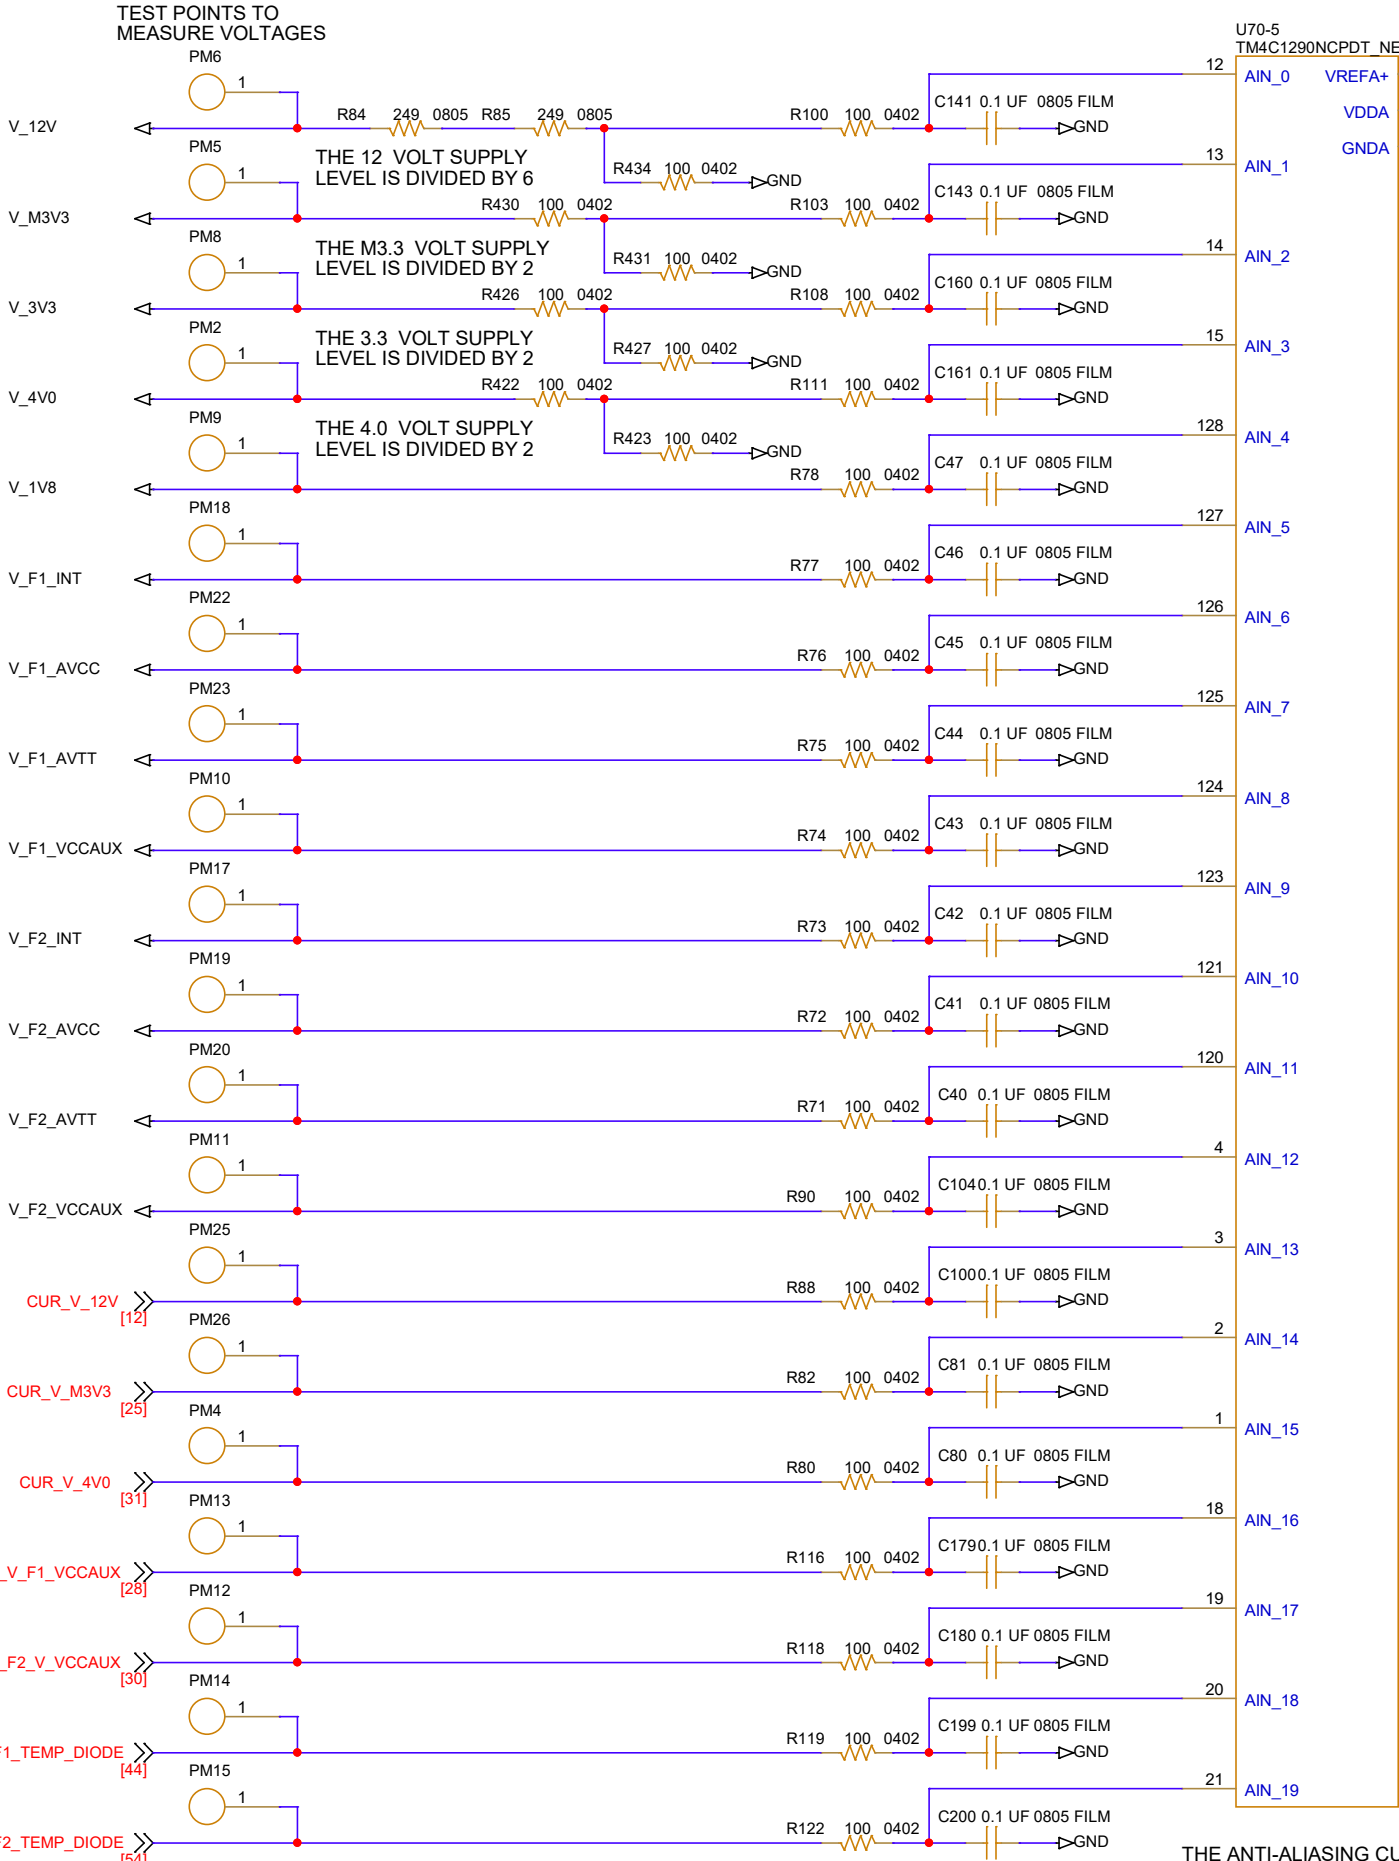 TEST POINTS TO
MEASURE VOLTAGES
U70-5
TM4C1290NCPDT_NE
PM6
1
12
AIN_0 VREFA+
V_12V
R84 249 0805 R85 249 0805
R100 100 0402
C141 0.1 UF 0805 FILM
GND
VDDA
GNDA
THE 12 VOLT SUPPLY
LEVEL IS DIVIDED BY 6
R434 100 0402
GND
PM5
1
13
AIN_1
V_M3V3
R430 100 0402
R103 100 0402
C143 0.1 UF 0805 FILM
GND
THE M3.3 VOLT SUPPLY
LEVEL IS DIVIDED BY 2
R431 100 0402
GND
PM8
1
14
AIN_2
V_3V3
R426 100 0402
R108 100 0402
C160 0.1 UF 0805 FILM
GND
THE 3.3 VOLT SUPPLY
LEVEL IS DIVIDED BY 2
R427 100 0402
GND
PM2
1
15
AIN_3
V_4V0
R422 100 0402
R111 100 0402
C161 0.1 UF 0805 FILM
GND
THE 4.0 VOLT SUPPLY
LEVEL IS DIVIDED BY 2
R423 100 0402
GND
PM9
1
128
AIN_4
V_1V8
R78 100 0402
C47 0.1 UF 0805 FILM
GND
PM18
1
127
AIN_5
V_F1_INT
R77 100 0402
C46 0.1 UF 0805 FILM
GND
PM22
1
126
AIN_6
V_F1_AVCC
R76 100 0402
C45 0.1 UF 0805 FILM
GND
PM23
1
125
AIN_7
V_F1_AVTT
R75 100 0402
C44 0.1 UF 0805 FILM
GND
PM10
1
124
AIN_8
V_F1_VCCAUX
R74 100 0402
C43 0.1 UF 0805 FILM
GND
PM17
1
123
AIN_9
V_F2_INT
R73 100 0402
C42 0.1 UF 0805 FILM
GND
PM19
1
121
AIN_10
V_F2_AVCC
R72 100 0402
C41 0.1 UF 0805 FILM
GND
PM20
1
120
AIN_11
V_F2_AVTT
R71 100 0402
C40 0.1 UF 0805 FILM
GND
PM11
1
4
AIN_12
V_F2_VCCAUX
R90 100 0402
C104 0.1 UF 0805 FILM
GND
PM25
1
3
AIN_13
CUR_V_12V
[12]
R88 100 0402
C100 0.1 UF 0805 FILM
GND
PM26
1
2
AIN_14
CUR_V_M3V3
[25]
R82 100 0402
C81 0.1 UF 0805 FILM
GND
PM4
1
1
AIN_15
CUR_V_4V0
[31]
R80 100 0402
C80 0.1 UF 0805 FILM
GND
PM13
1
18
AIN_16
_V_F1_VCCAUX
[28]
R116 100 0402
C179 0.1 UF 0805 FILM
GND
PM12
1
19
AIN_17
_F2_V_VCCAUX
[30]
R118 100 0402
C180 0.1 UF 0805 FILM
GND
PM14
1
20
AIN_18
F1_TEMP_DIODE
[44]
R119 100 0402
C199 0.1 UF 0805 FILM
GND
PM15
1
21
AIN_19
F2_TEMP_DIODE
[54]
R122 100 0402
C200 0.1 UF 0805 FILM
GND
THE ANTI-ALIASING CU